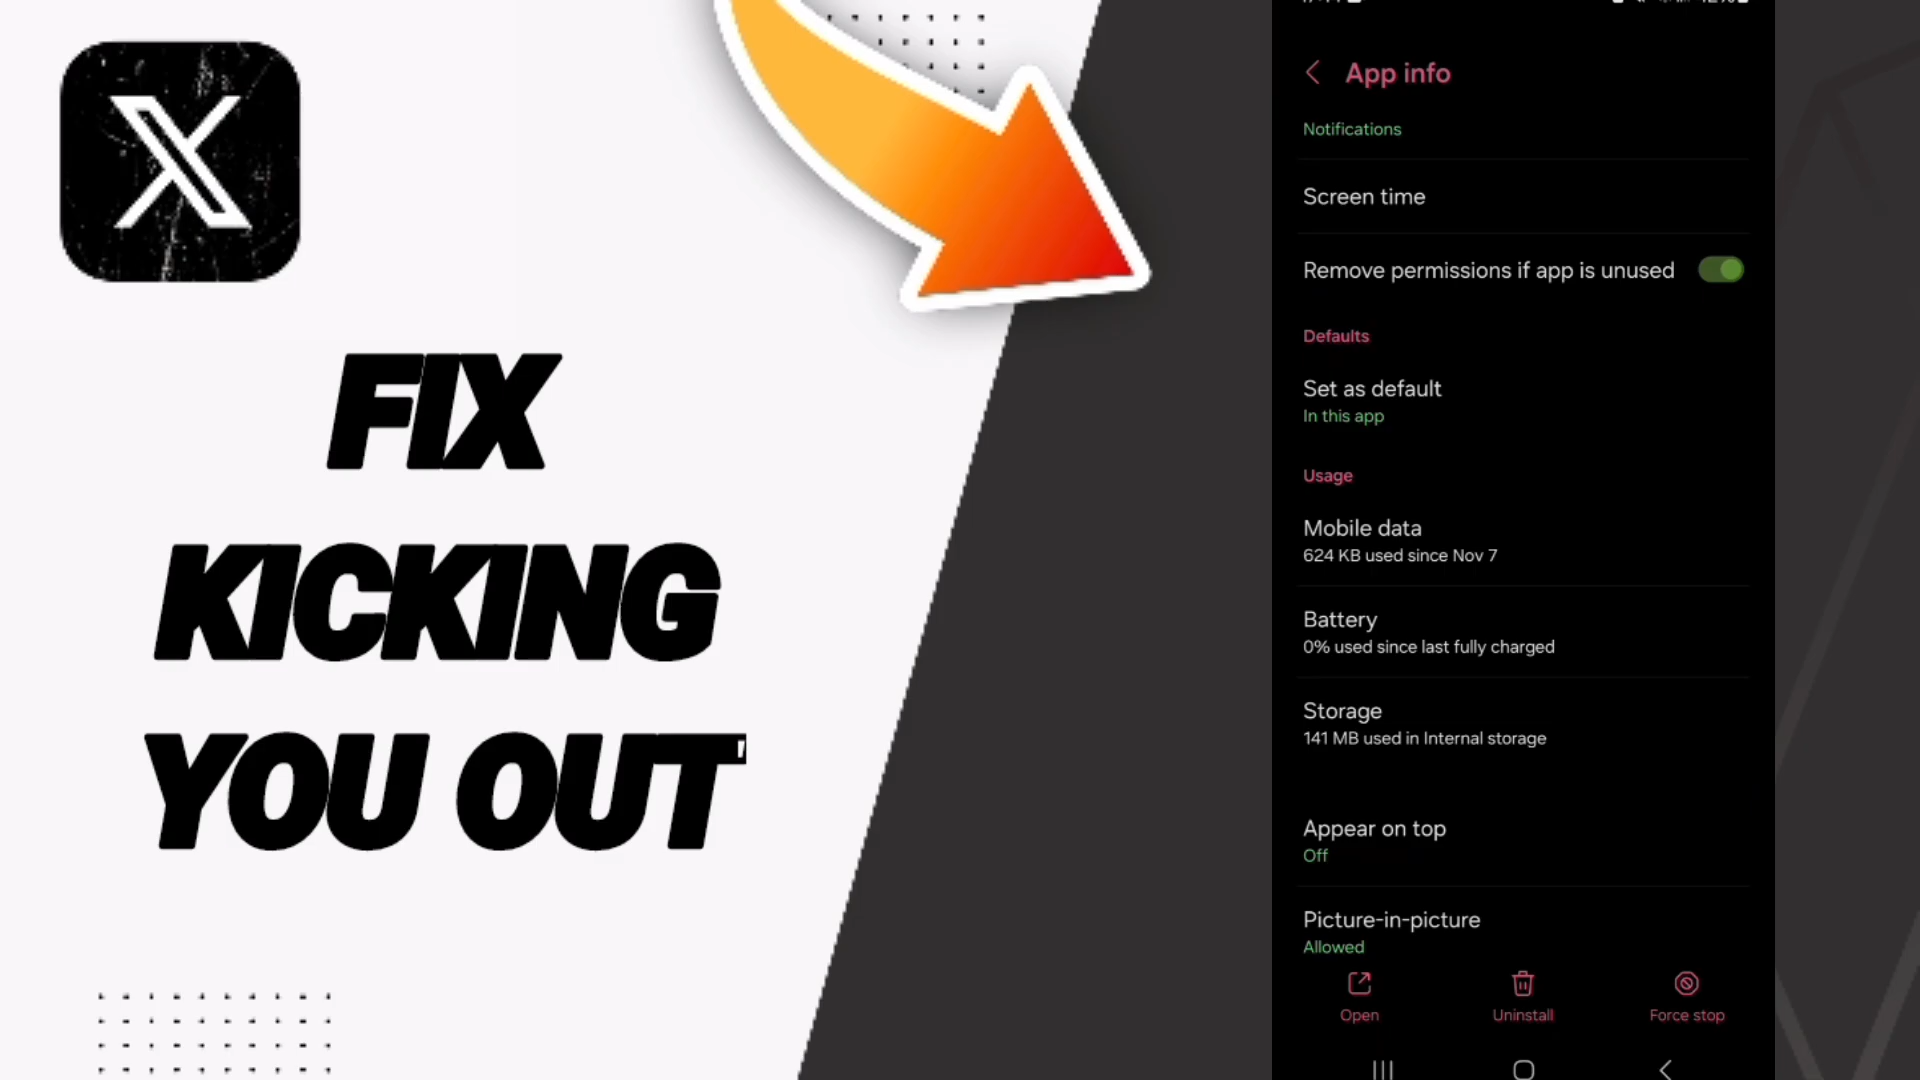 FIX
KICKING
YOU OUT'
App info
Notifications
Screen time
Remove permissions if app is unused
Defaults
Set as default
In this app
Usage
Mobile data
624 KB used since Nov 7
Battery
0% used since last fully charged
Storage
141 MB used in Internal storage
Appear on top
Off
Picture-in-picture
Allowed
Open
Uninstall
Force stop